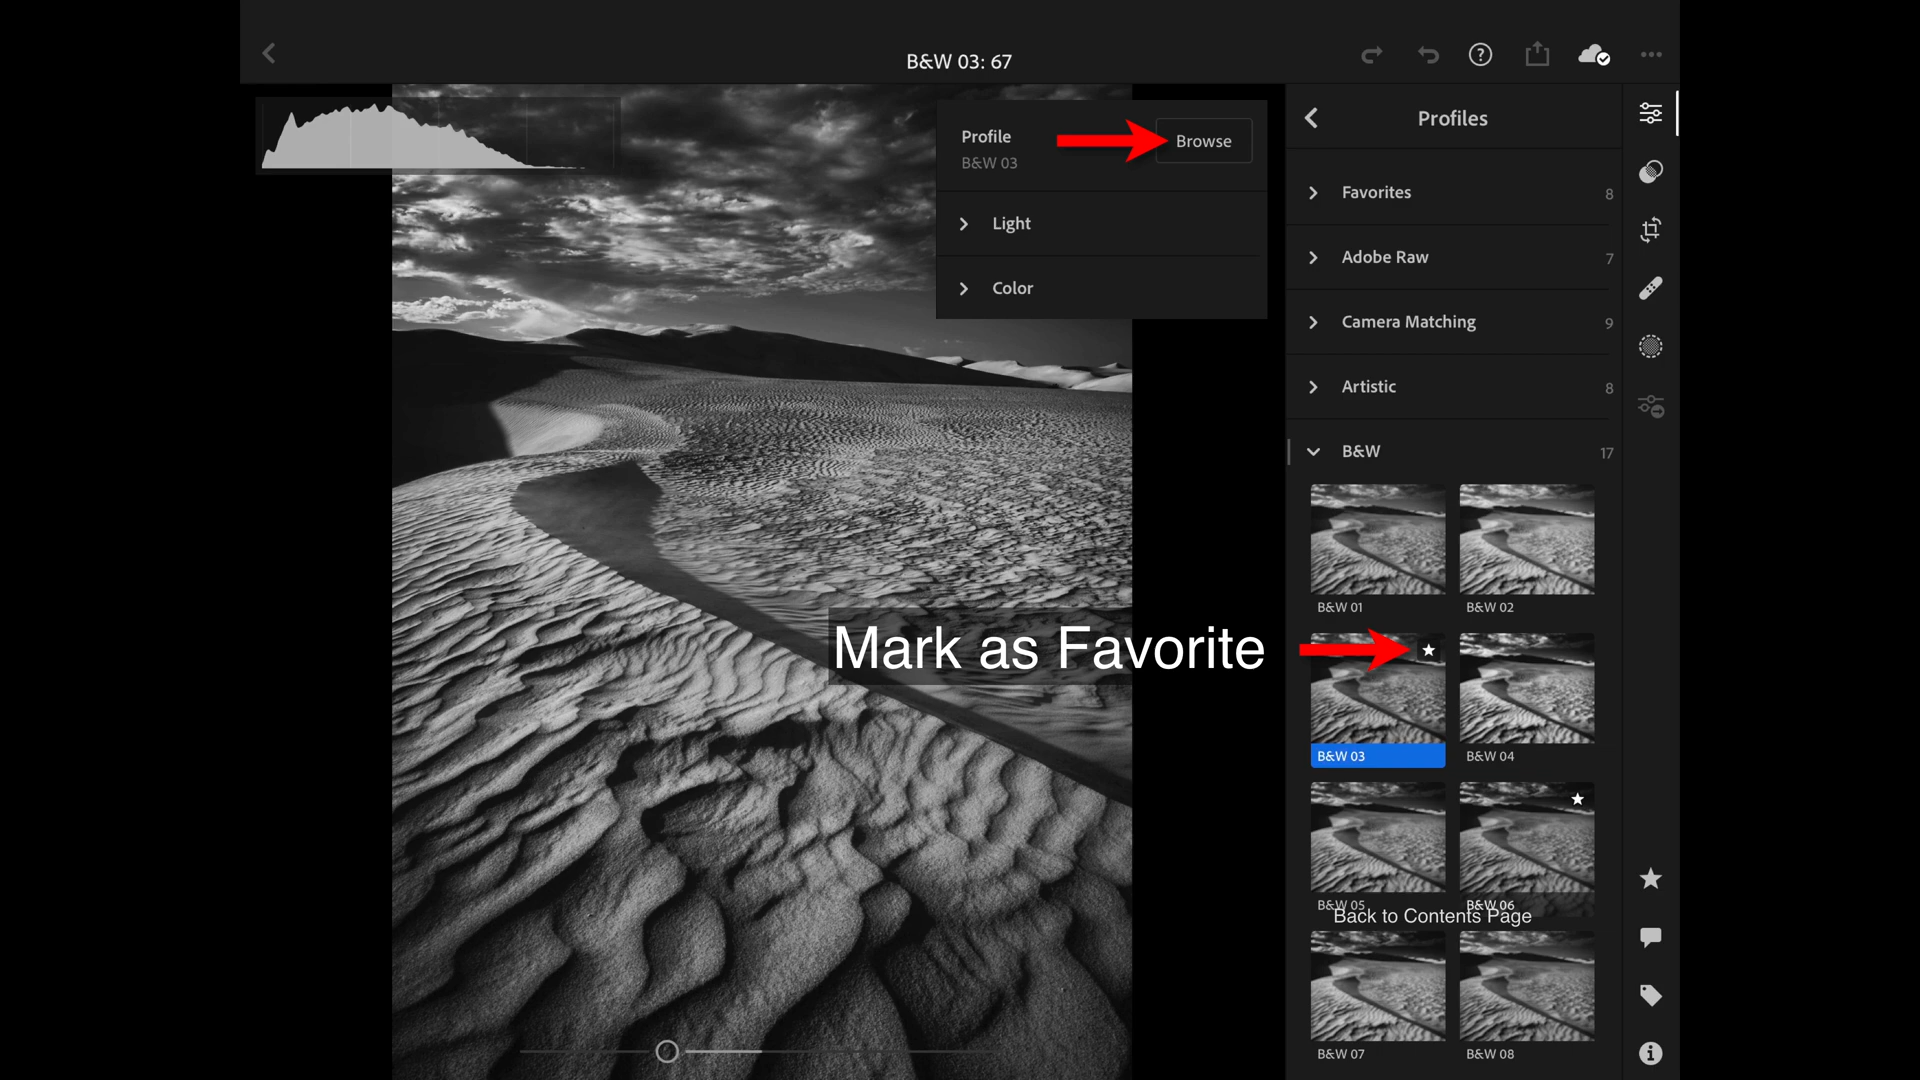 B&W 03: 67
Profile
Browse
B&W 03
Light
Color
Profiles
Favorites 8
Adobe Raw 7
Camera Matching 9
Artistic 8
B&W 17
B&W 01 B&W 02
Mark as Favorite
B&W 03 B&W 04
B&W 05 B&W 06
Back to Contents Page
B&W 07 B&W 08